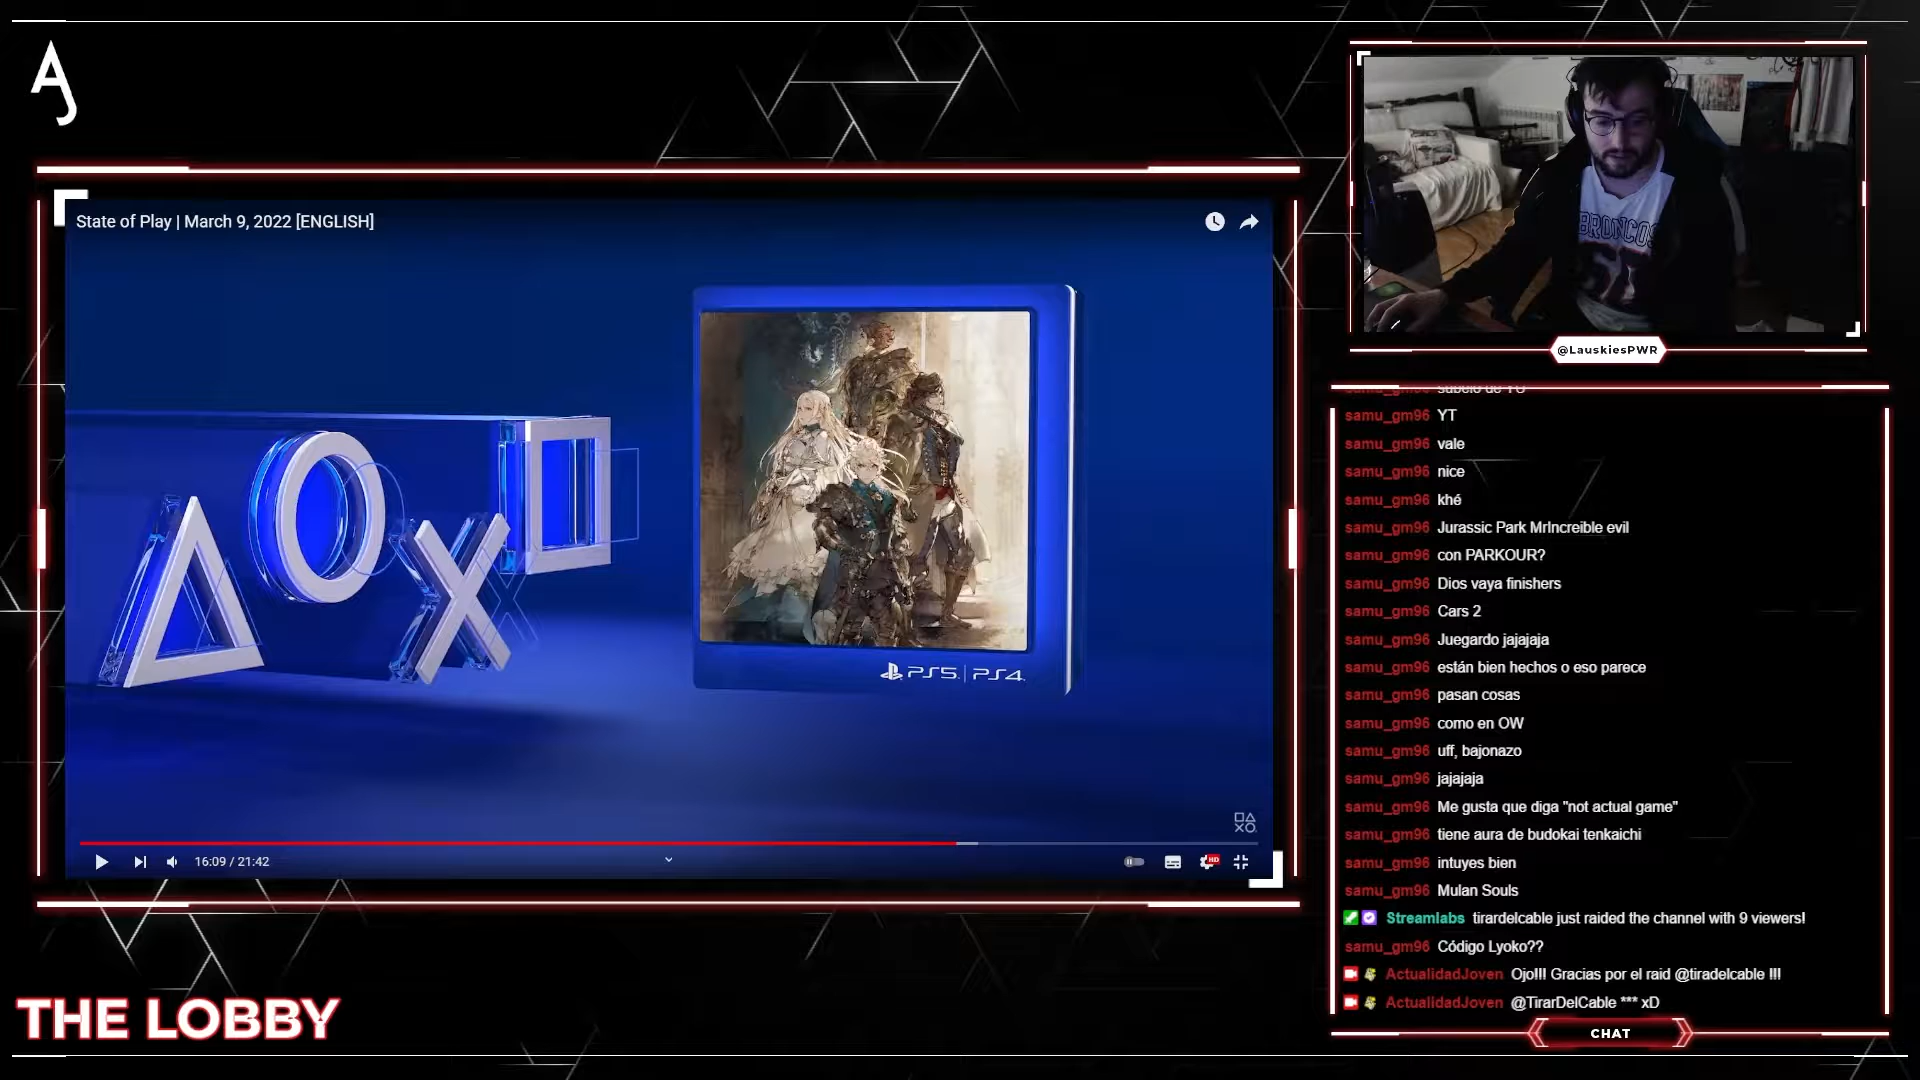 AJ
State of Play | March 9, 2022 [ENGLISH]
PS5 | PS4
16:09 / 21:42
HD
THE LOBBY
BRONCOS
@LauskiesPWR
samu_gm96 YT
samu_gm96 vale
samu_gm96 nice
samu_gm96 khé
samu_gm96 Jurassic Park MrIncreible evil
samu_gm96 con PARKOUR?
samu_gm96 Dios vaya finishers
samu_gm96 Cars 2
samu_gm96 Juegardo jajajaja
samu_gm96 están bien hechos o eso parece
samu_gm96 pasan cosas
samu_gm96 como en OW
samu_gm96 uff, bajonazo
samu_gm96 jajajaja
samu_gm96 Me gusta que diga "not actual game"
samu_gm96 tiene aura de budokai tenkaichi
samu_gm96 intuyes bien
samu_gm96 Mulan Souls
Streamlabs tirardelcable just raided the channel with 9 viewers!
samu_gm96 Código Lyoko??
ActualidadJoven Ojo!!! Gracias por el raid @tiradelcable !!!
ActualidadJoven @TirarDelCable *** xD
CHAT